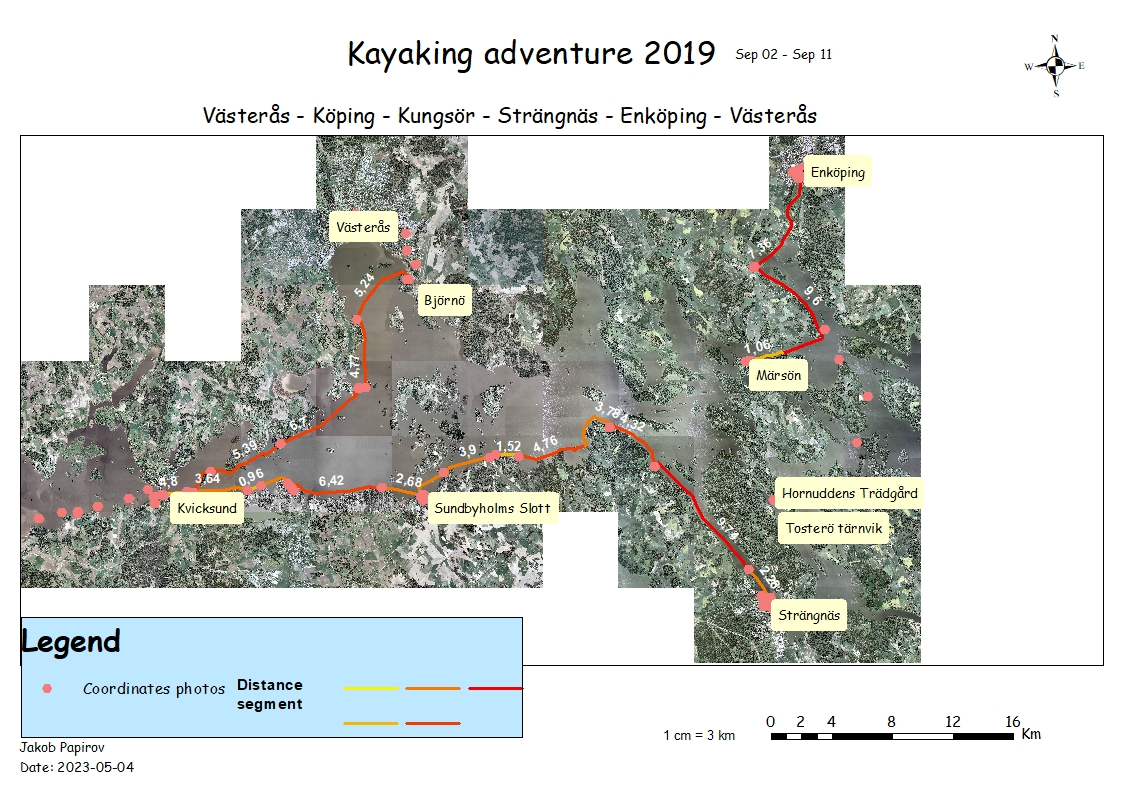 Kayaking adventure 2019 Sep 02 - Sep 11
N
W E
S
Västerås - Köping - Kungsör - Strängnäs - Enköping - Västerås
Enköping
Västerås
9,6
5,24
Björnö
4,77
1,06
Märsön
6,7
3,78 4,32
5,39
3,9 1,52 4,76
4,8 3,64 0,96 6,42 2,68
Kvicksund
Sundbyholms Slott
Hornuddens Trädgård
Tosterö tärnvik
Strängnäs
Legend
Coordinates photos Distance
segment
0 2 4 8 12 16
1 cm = 3 km Km
Jakob Papirov
Date: 2023-05-04